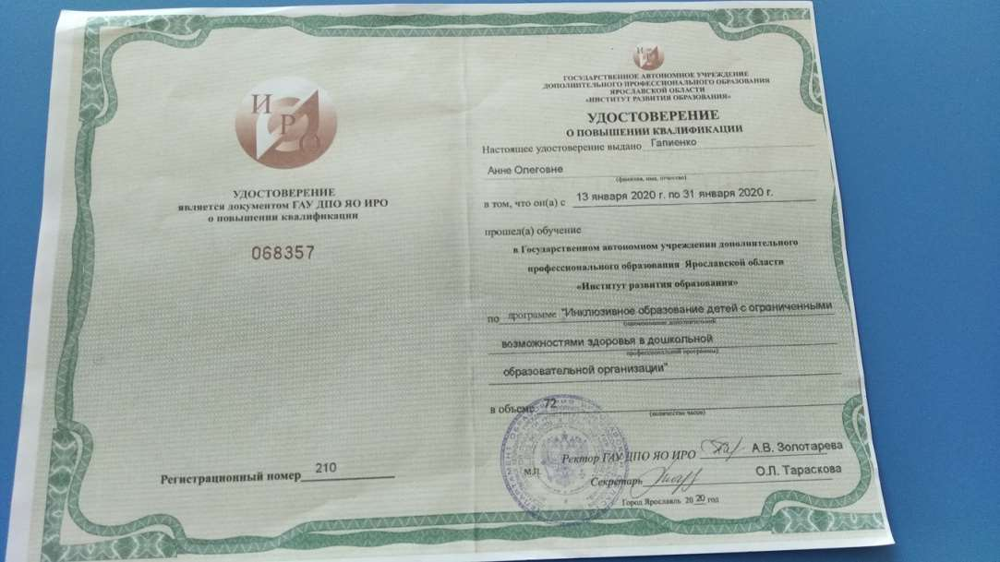 ИРО
УДОСТОВЕРЕНИЕ
является документом ГАУ ДПО ЯО ИРО
о повышении квалификации
068357
Регистрационный номер 210
ИРО
ГОСУДАРСТВЕННОЕ АВТОНОМНОЕ УЧРЕЖДЕНИЕ
ДОПОЛНИТЕЛЬНОГО ПРОФЕССИОНАЛЬНОГО ОБРАЗОВАНИЯ
ЯРОСЛАВСКОЙ ОБЛАСТИ
«ИНСТИТУТ РАЗВИТИЯ ОБРАЗОВАНИЯ»
УДОСТОВЕРЕНИЕ
О ПОВЫШЕНИИ КВАЛИФИКАЦИИ
Настоящее удостоверение выдано Гапиенко
Анне Олеговне
(фамилия, имя, отчество)
в том, что он(а) с 13 января 2020 г. по 31 января 2020 г.
прошел(а) обучение
в Государственном автономном учреждении дополнительного
профессионального образования Ярославской области
«Институт развития образования»
по программе "Инклюзивное образование детей с ограниченными
(наименование дополнительной
возможностями здоровья в дошкольной
профессиональной программы)
образовательной организации"
в объеме 72
(количество часов)
Ректор ГАУ ДПО ЯО ИРО А.В. Золотарева
М.П.
Секретарь О.Л. Тараскова
Город Ярославль 2020 год